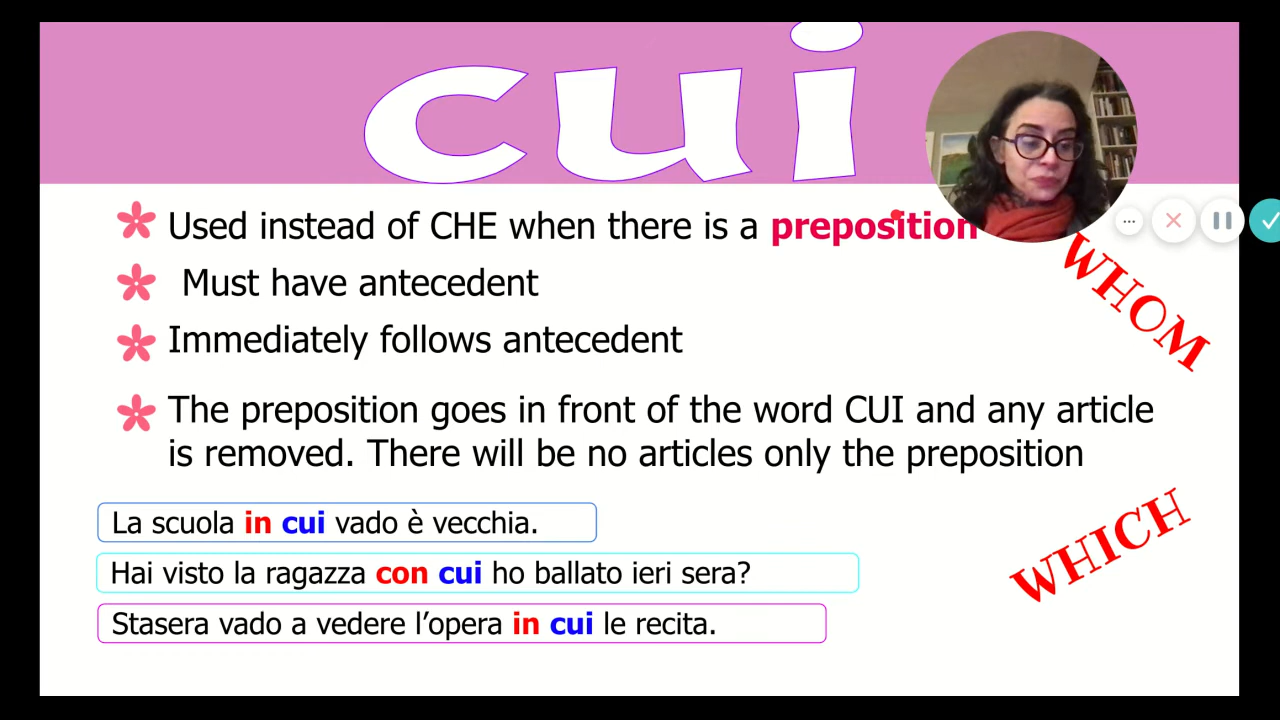 cui
Used instead of CHE when there is a preposition
Must have antecedent
Immediately follows antecedent
The preposition goes in front of the word CUI and any article
is removed. There will be no articles only the preposition
WHOM
WHICH
La scuola in cui vado è vecchia.
Hai visto la ragazza con cui ho ballato ieri sera?
Stasera vado a vedere l’opera in cui le recita.